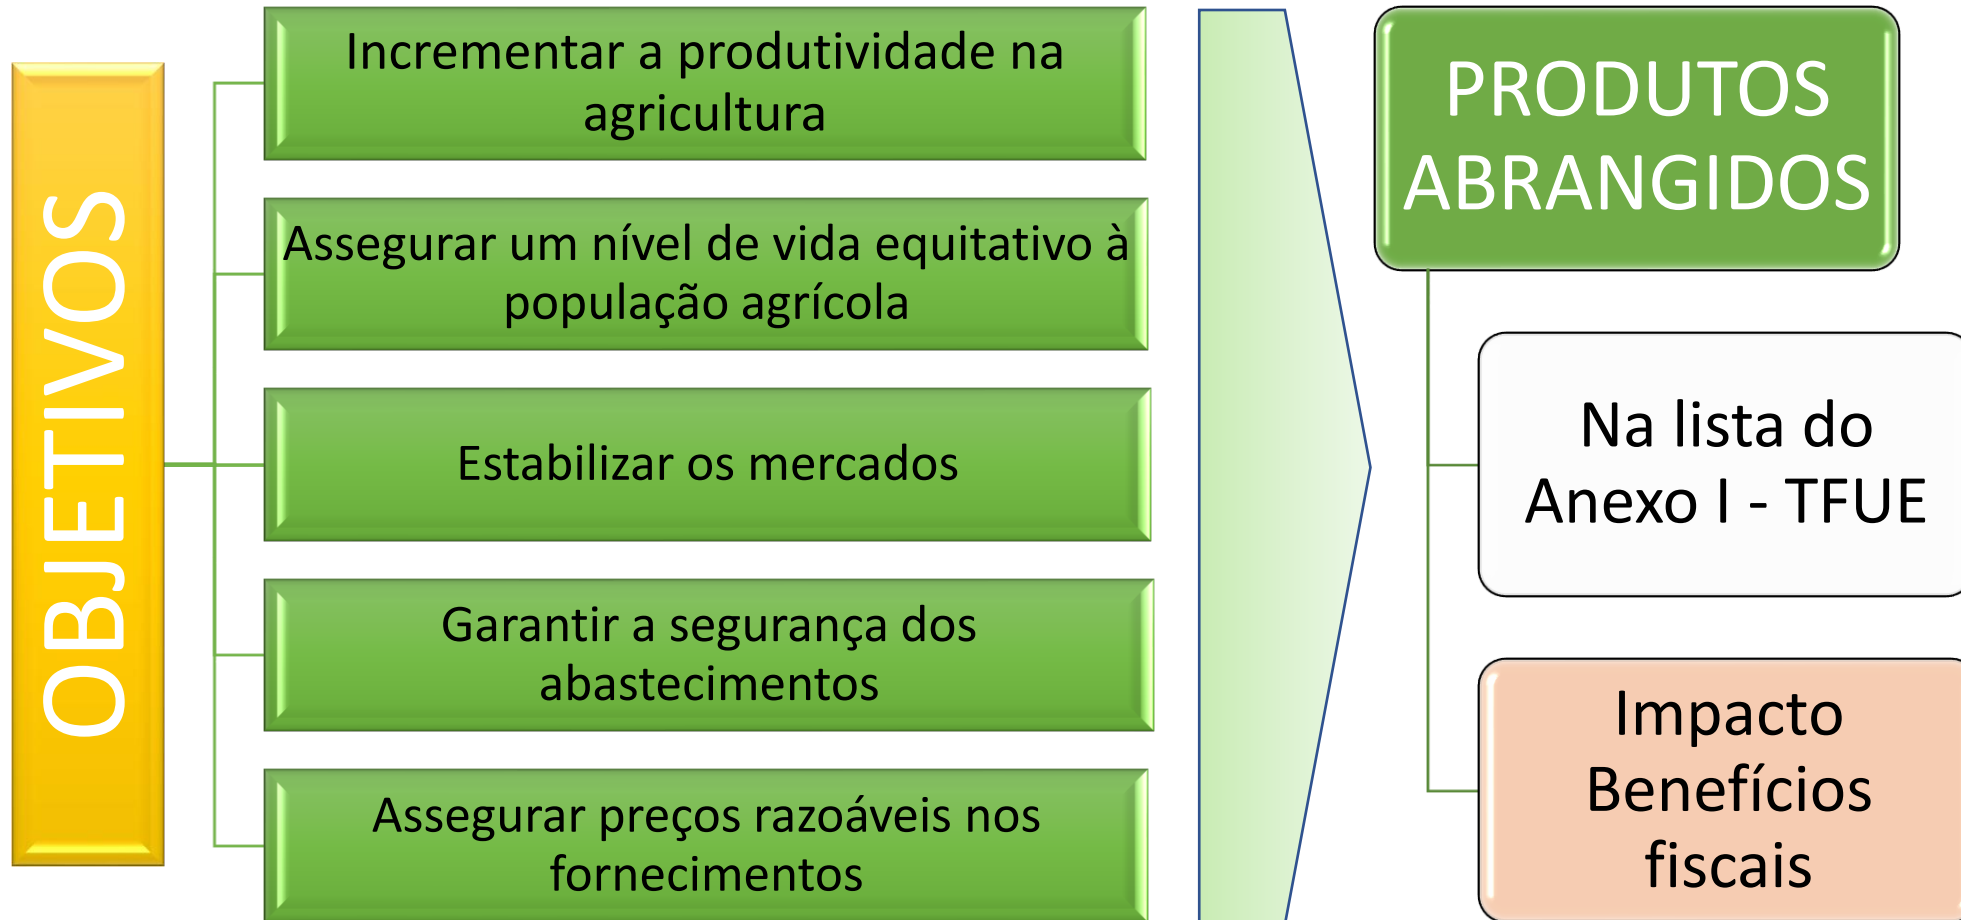 OBJETIVOS
Incrementar a produtividade na
agricultura
Assegurar um nível de vida equitativo à
população agrícola
Estabilizar os mercados
Garantir a segurança dos
abastecimentos
Assegurar preços razoáveis nos
fornecimentos
PRODUTOS
ABRANGIDOS
Na lista do
Anexo I - TFUE
Impacto
Benefícios
fiscais